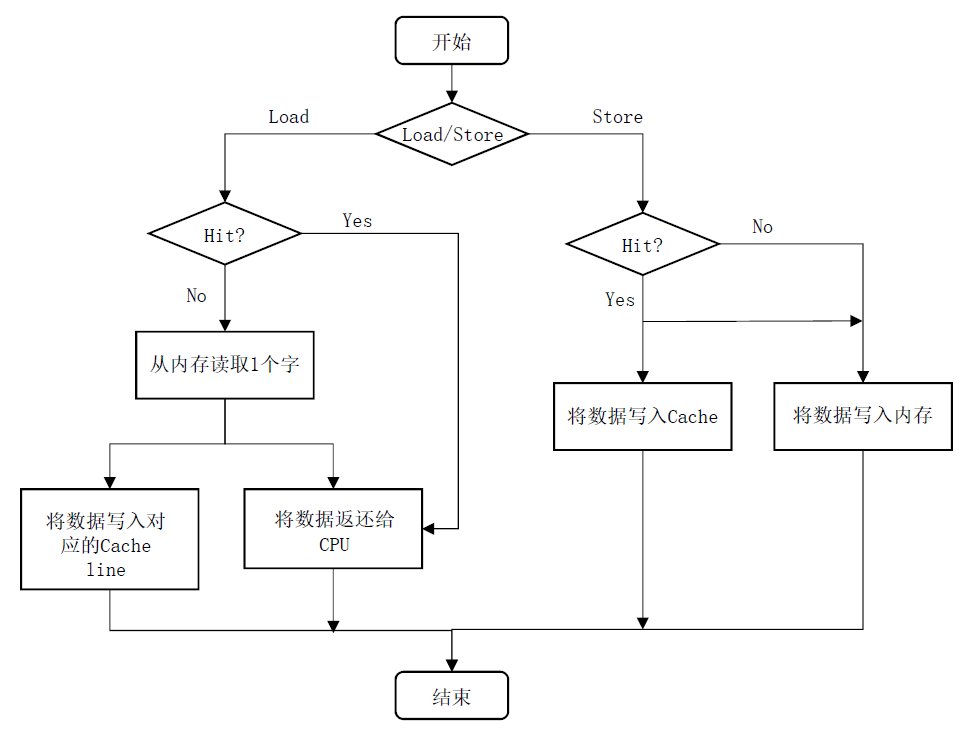 开始
Load
Load/Store
Store
Hit?
Yes
Hit?
No
No
Yes
从内存读取1个字
将数据写入Cache
将数据写入内存
将数据写入对
应的Cache
line
将数据返还给
CPU
结束